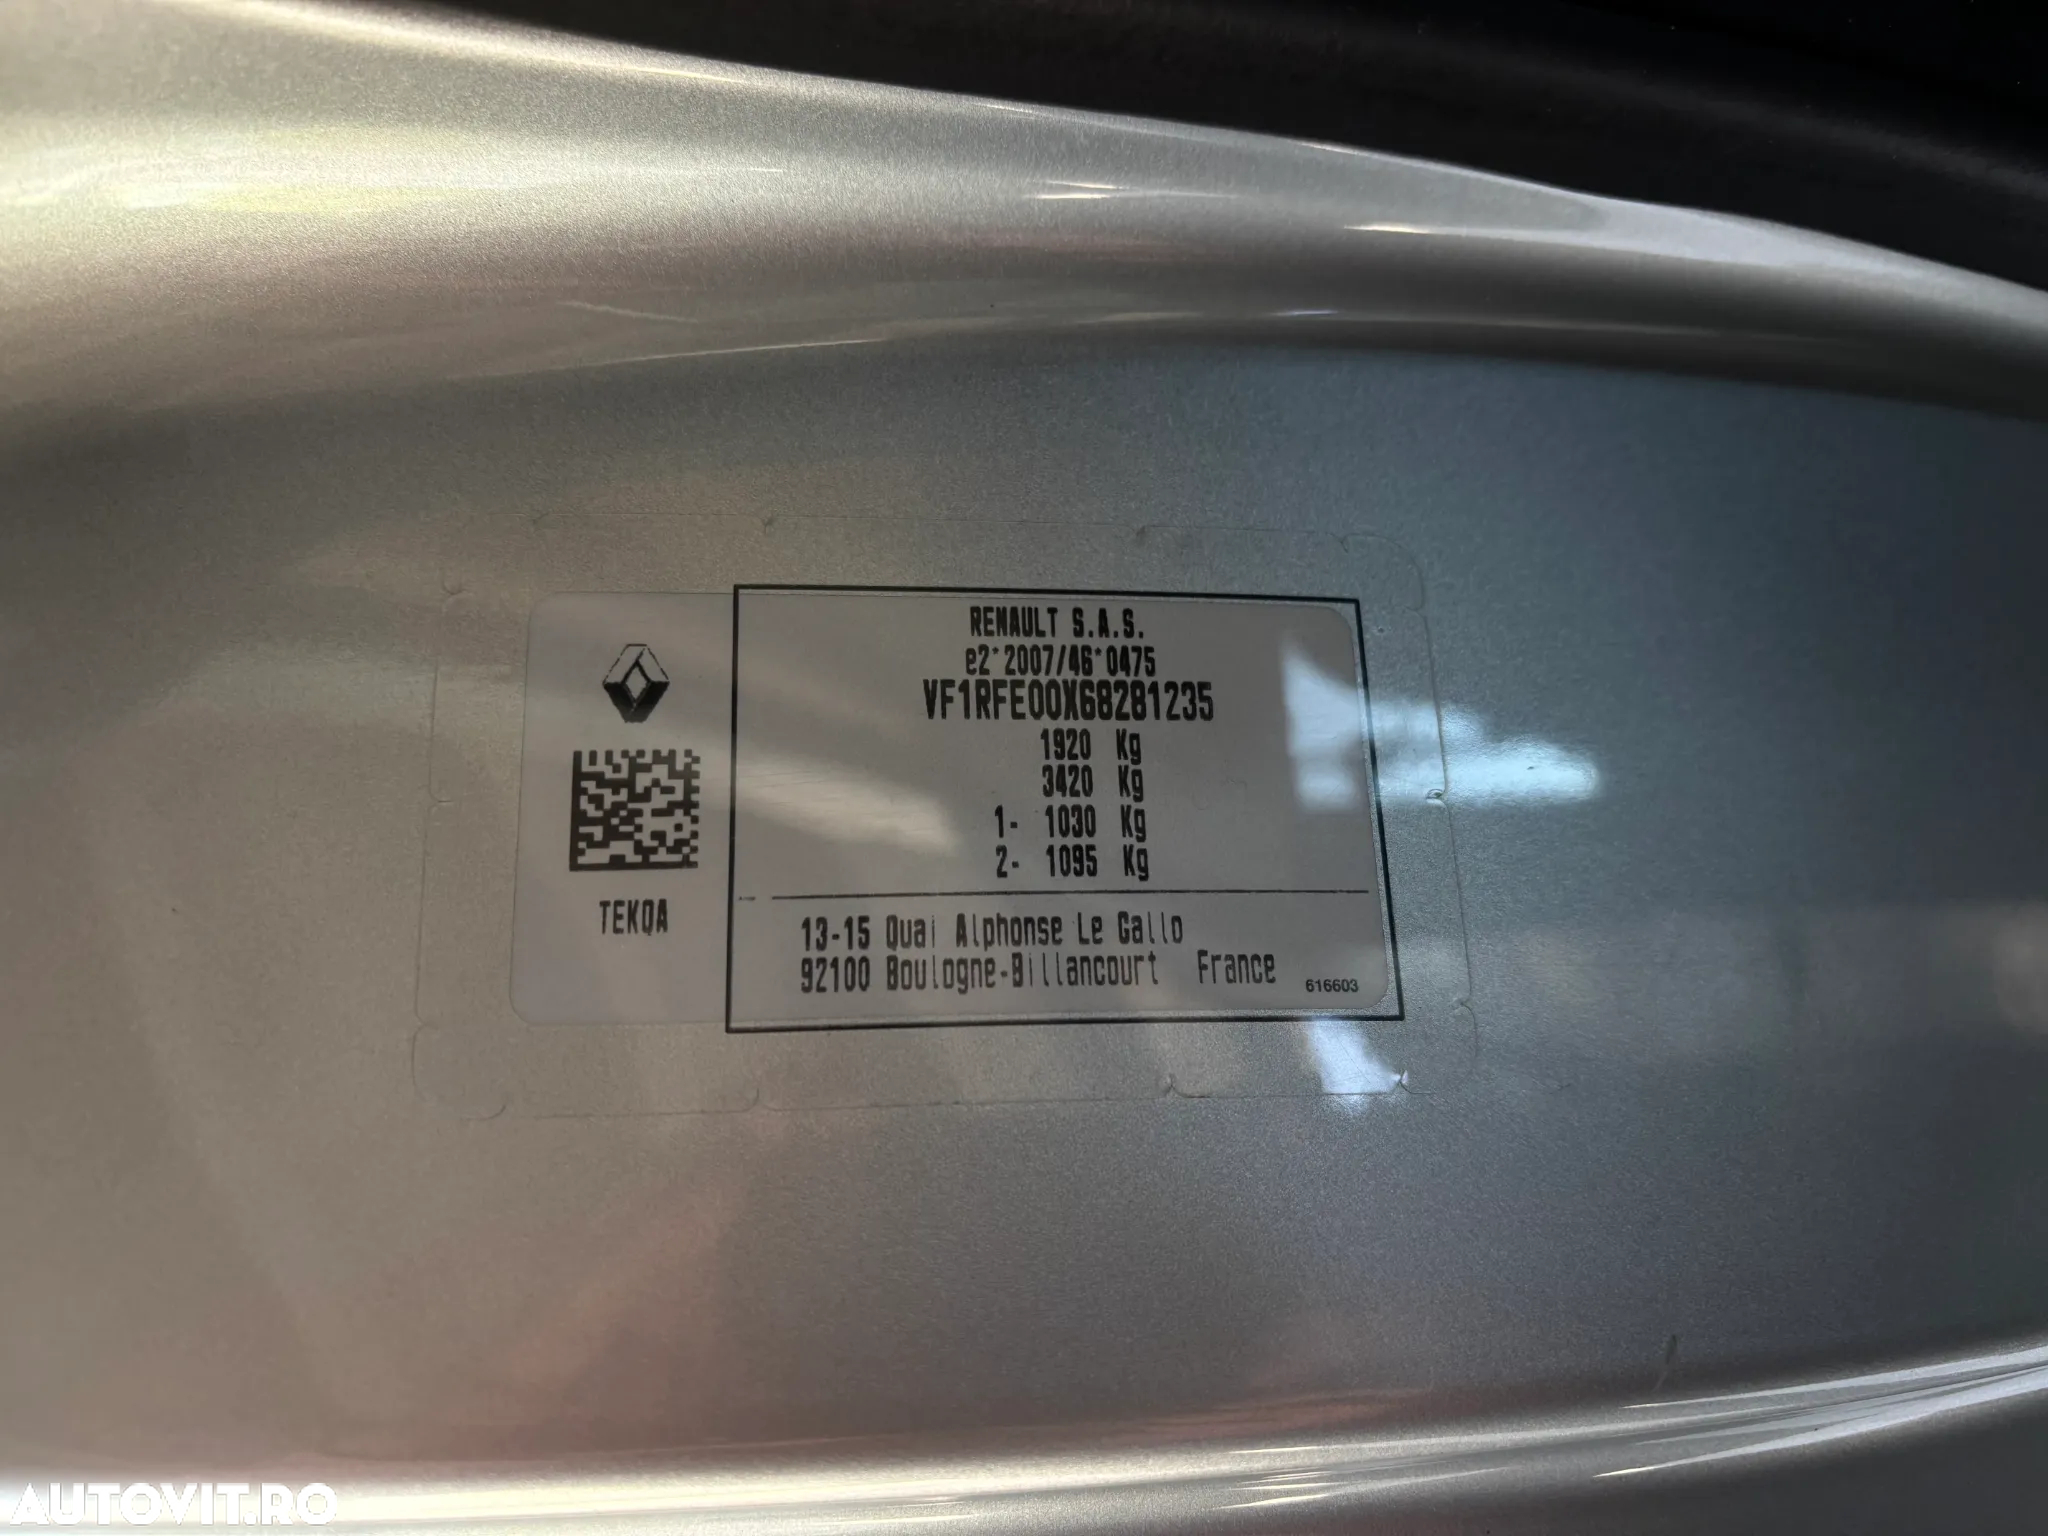 RENAULT S.A.S.
e2*2007/46*0475
VF1RFE00X68281235
1920 Kg
3420 Kg
1- 1030 Kg
2- 1095 Kg
TEKQA
13-15 Quai Alphonse Le Gallo
92100 Boulogne-Billancourt France
616603
AUTOVIT.RO